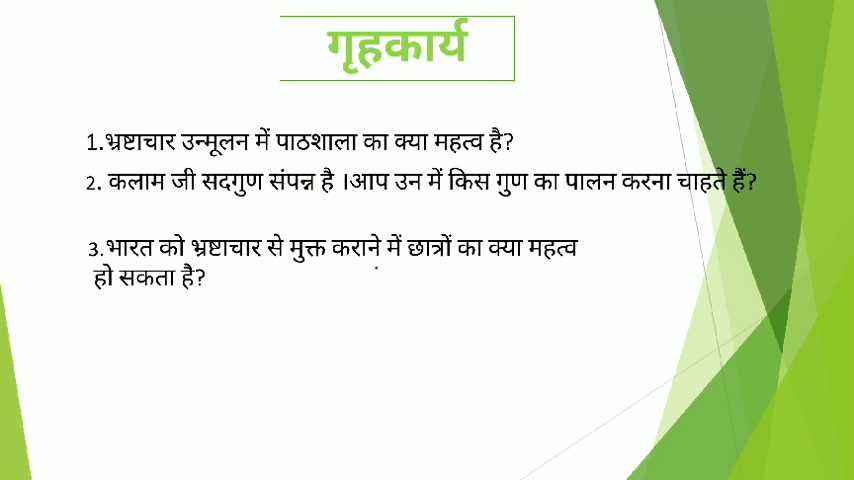 गृहकार्य
1.भ्रष्टाचार उन्मूलन में पाठशाला का क्या महत्व है?
2. कलाम जी सदगुण संपन्न है ।आप उन में किस गुण का पालन करना चाहते हैं?
3.भारत को भ्रष्टाचार से मुक्त कराने में छात्रों का क्या महत्व
हो सकता है?